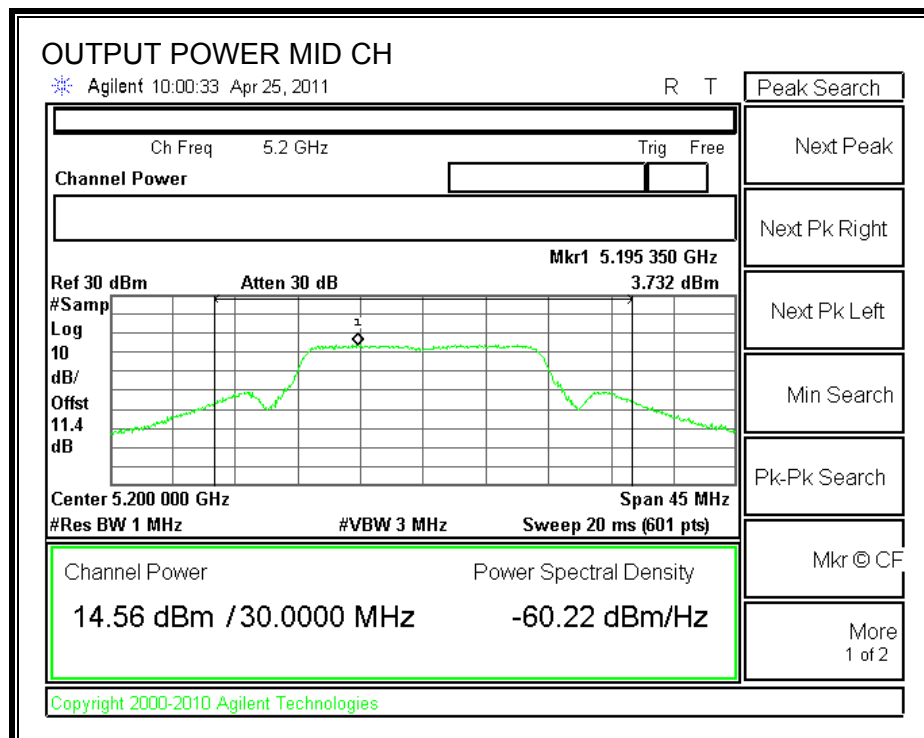 OUTPUT POWER MID CH
Agilent 10:00:33 Apr 25, 2011 R T
Peak Search
Ch Freq 5.2 GHz Trig Free
Channel Power
Mkr1 5.195 350 GHz
Ref 30 dBm Atten 30 dB 3.732 dBm
#Samp
Log
10
dB/
Offst
11.4
dB
1
Center 5.200 000 GHz Span 45 MHz
#Res BW 1 MHz #VBW 3 MHz Sweep 20 ms (601 pts)
Channel Power Power Spectral Density
14.56 dBm / 30.0000 MHz -60.22 dBm/Hz
Next Peak
Next Pk Right
Next Pk Left
Min Search
Pk-Pk Search
Mkr © CF
More
1 of 2
Copyright 2000-2010 Agilent Technologies